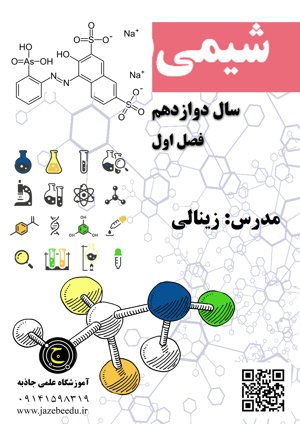 شیمی
سال دوازدهم
فصل اول
مدرس: زینالی
Na⁺
HO
OH
As=O
OH
N=N
O=S=O
O⁻
Na⁺
O=S=O
O⁻
ج
آموزشگاه علمی جاذبه
۰۹۱۴۱۵۹۸۳۱۹
www.jazebeedu.ir